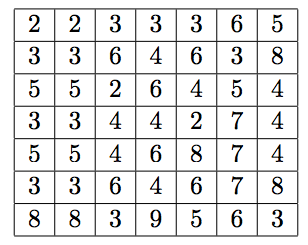 2 2 3 3 3 6 5
3 3 6 4 6 3 8
5 5 2 6 4 5 4
3 3 4 4 2 7 4
5 5 4 6 8 7 4
3 3 6 4 6 7 8
8 8 3 9 5 6 3